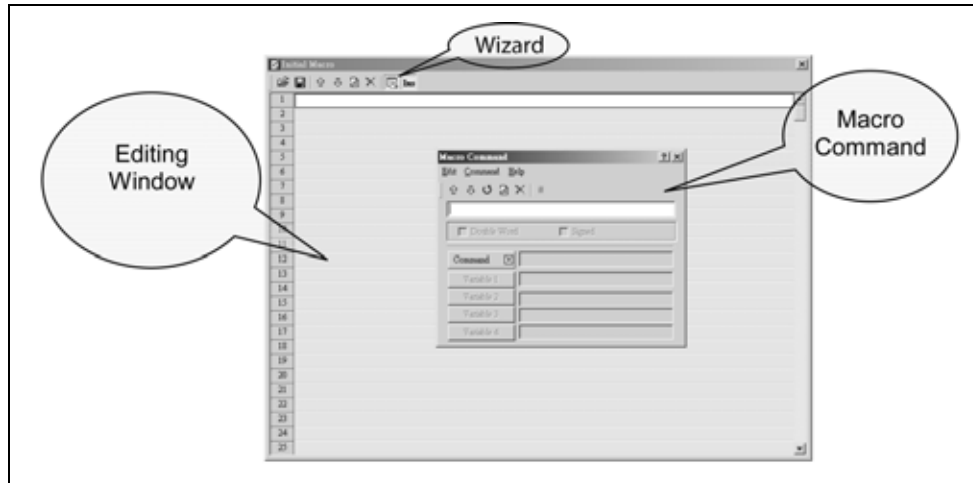 Wizard
Initial Macro
Ins
Editing
Window
Macro
Command
1
2
3
4
5
6
7
8
9
11
12
13
14
15
16
17
18
19
20
21
22
23
24
25
Macro Command
Edit Command Help
Double Word Signed
Command
Variable 1
Variable 2
Variable 3
Variable 4